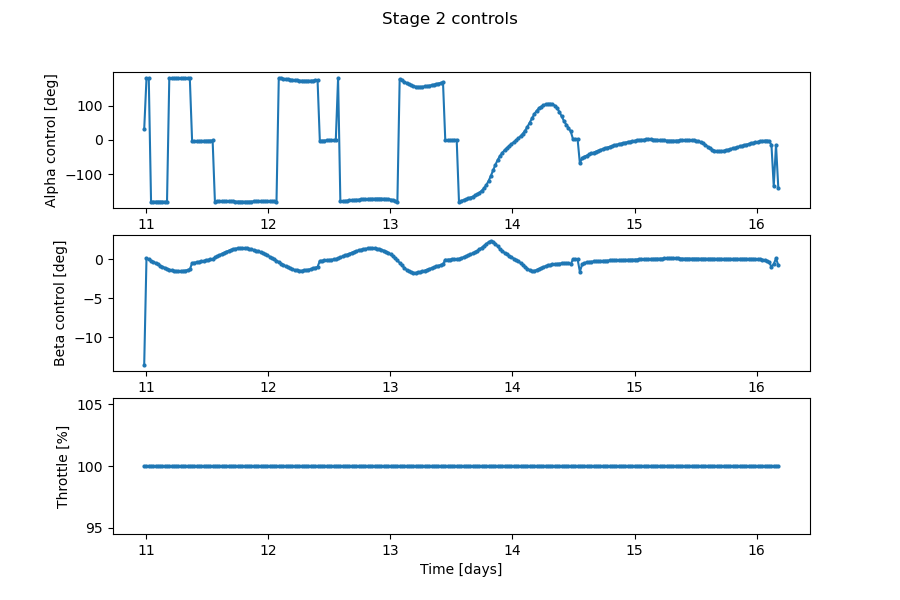 Stage 2 controls
Alpha control [deg]
100
0
−100
11 12 13 14 15 16
Beta control [deg]
0
−5
−10
11 12 13 14 15 16
Throttle [%]
105
100
95
11 12 13 14 15 16
Time [days]